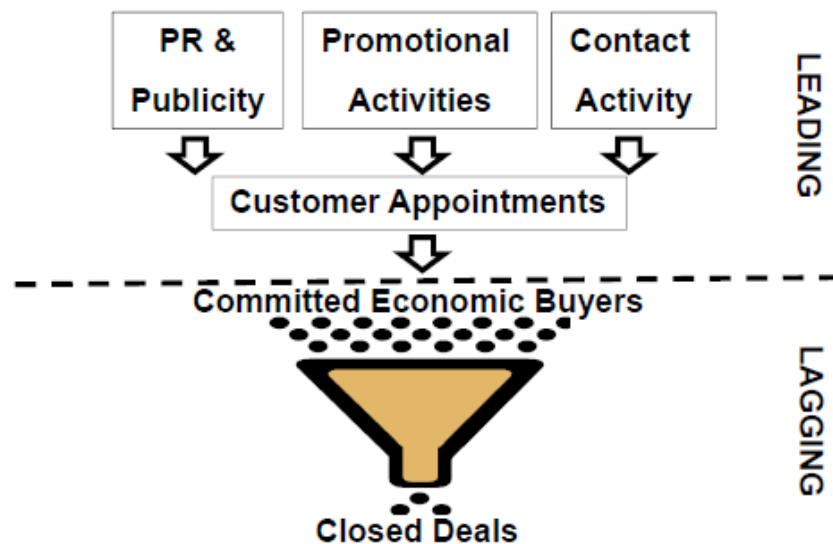 PR &
Publicity
Promotional
Activities
Contact
Activity
LEADING
Customer Appointments
Committed Economic Buyers
LAGGING
Closed Deals